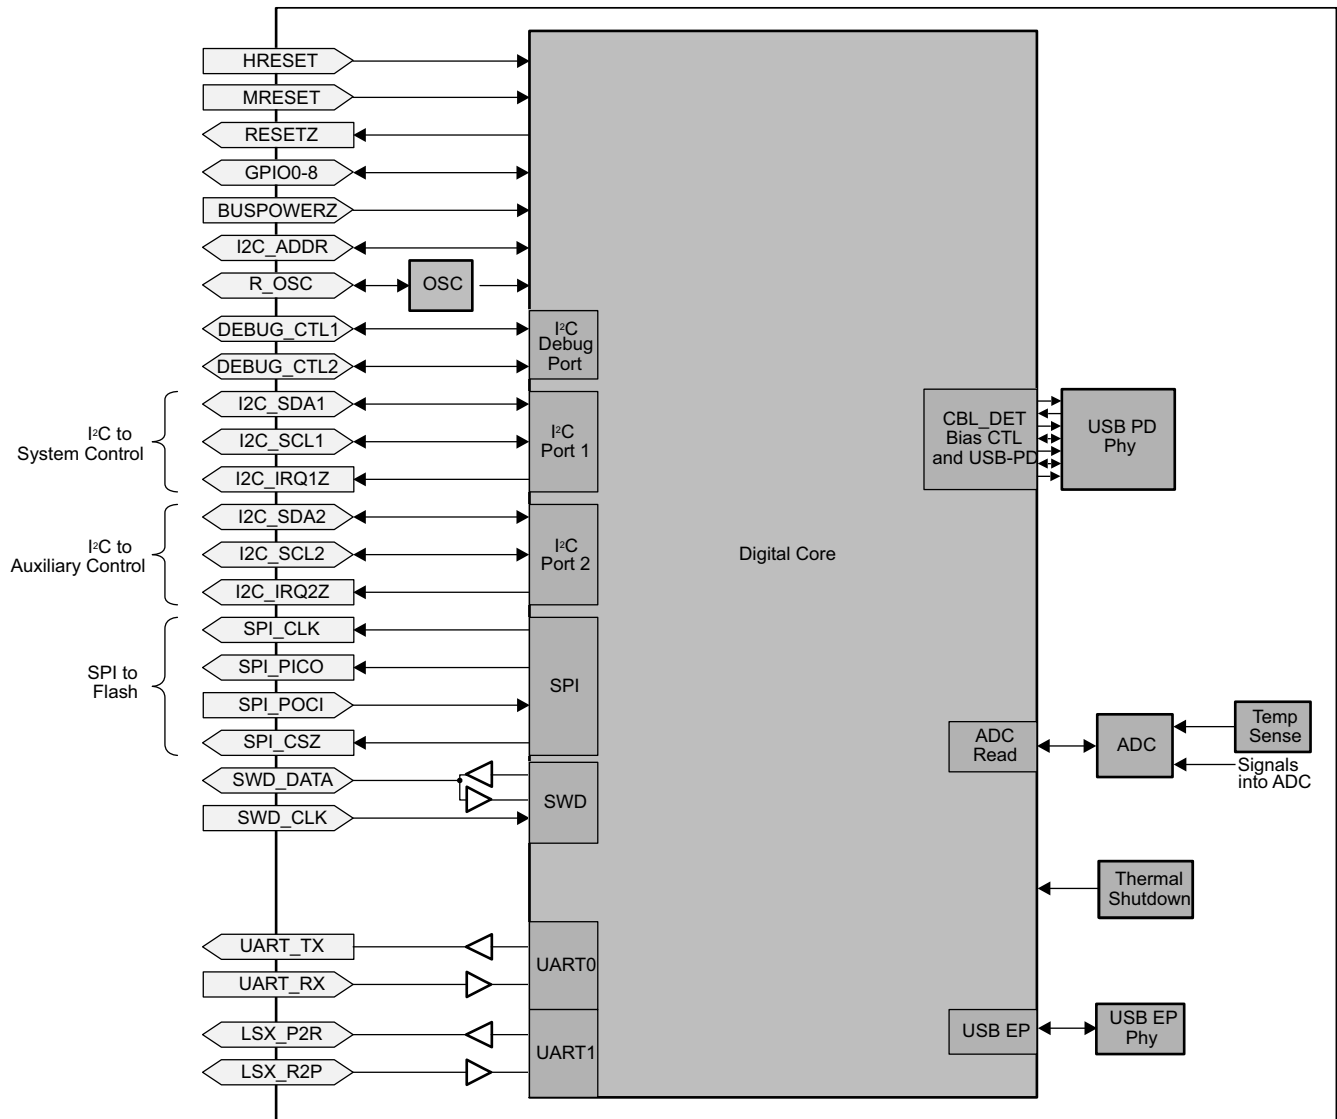 HRESET
MRESET
RESETZ
GPIO0-8
BUSPOWERZ
I2C_ADDR
R_OSC
OSC
DEBUG_CTL1
DEBUG_CTL2
I²C
Debug
Port
I²C to
System Control
I2C_SDA1
I2C_SCL1
I2C_IRQ1Z
I²C
Port 1
CBL_DET
Bias CTL
and USB-PD
USB PD
Phy
I²C to
Auxiliary Control
I2C_SDA2
I2C_SCL2
I2C_IRQ2Z
I²C
Port 2
Digital Core
SPI to
Flash
SPI_CLK
SPI_PICO
SPI_POCI
SPI_CSZ
SPI
ADC
Read
ADC
Temp
Sense
Signals
into ADC
SWD_DATA
SWD_CLK
SWD
Thermal
Shutdown
UART_TX
UART_RX
UART0
LSX_P2R
LSX_R2P
UART1
USB EP
USB EP
Phy